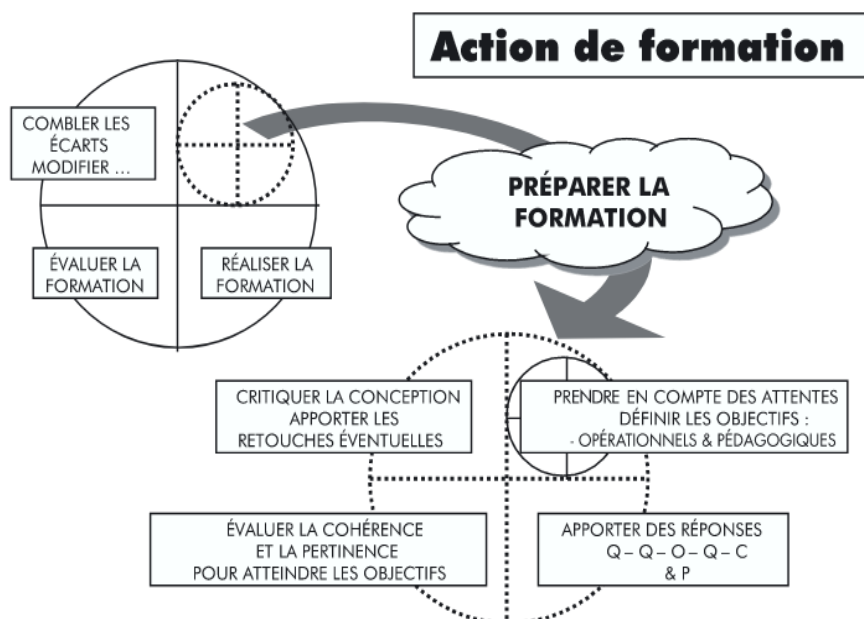 Action de formation
COMBLER LES
ÉCARTS
MODIFIER ...
PRÉPARER LA
FORMATION
ÉVALUER LA
FORMATION
RÉALISER LA
FORMATION
CRITIQUER LA CONCEPTION
APPORTER LES
RETOUCHES ÉVENTUELLES
PRENDRE EN COMPTE DES ATTENTES
DÉFINIR LES OBJECTIFS :
- OPÉRATIONNELS & PÉDAGOGIQUES
ÉVALUER LA COHÉRENCE
ET LA PERTINENCE
POUR ATTEINDRE LES OBJECTIFS
APPORTER DES RÉPONSES
Q – Q – O – Q – C
& P